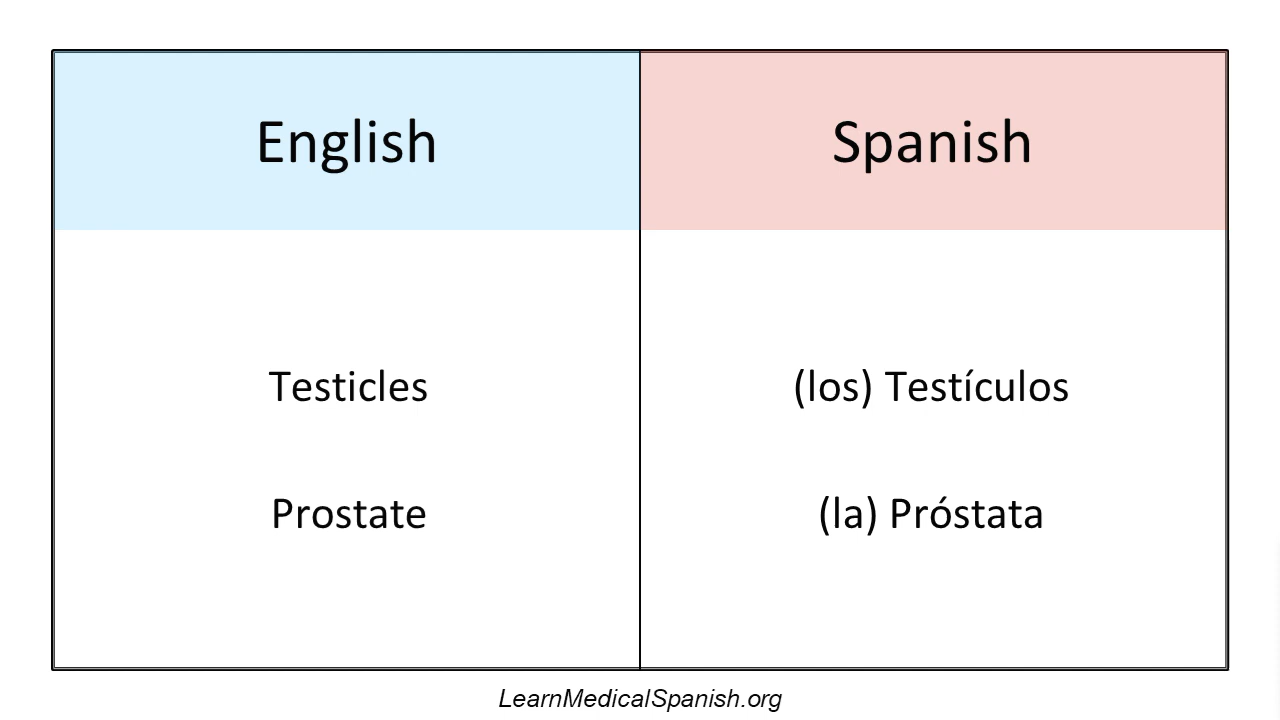 English Spanish
Testicles (los) Testículos
Prostate (la) Próstata
LearnMedicalSpanish.org